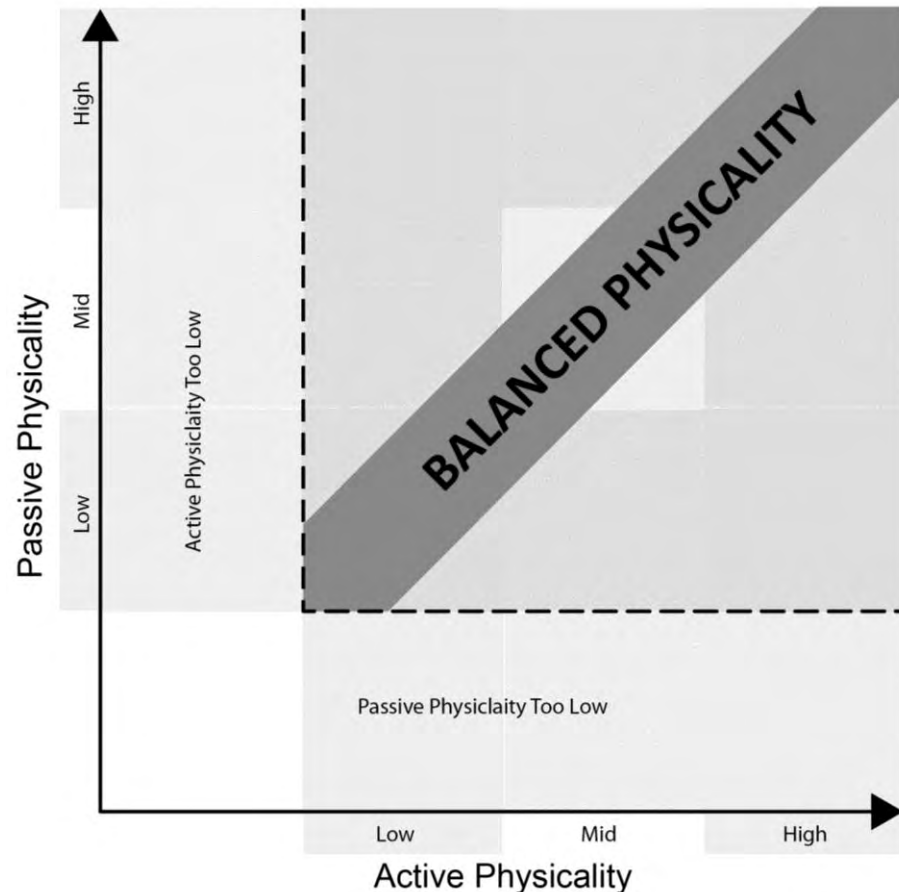 High
Mid
Low
Passive Physicality
Active Physiclaity Too Low
BALANCED PHYSICALITY
Passive Physiclaity Too Low
Low
Mid
High
Active Physicality